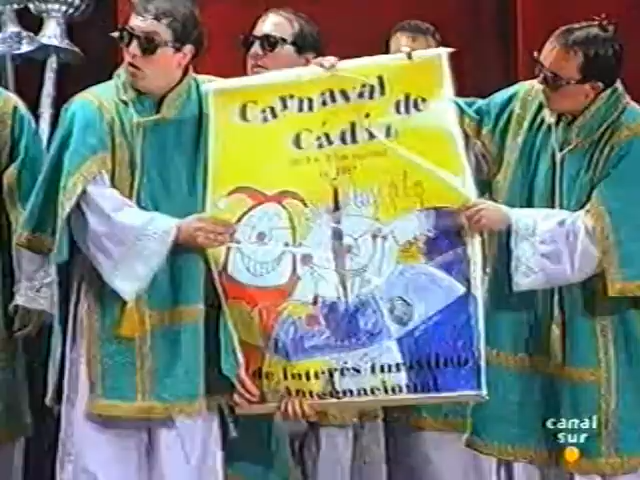 Carnaval
de
Cádiz
de Interés turístico
Internacional
canal
sur